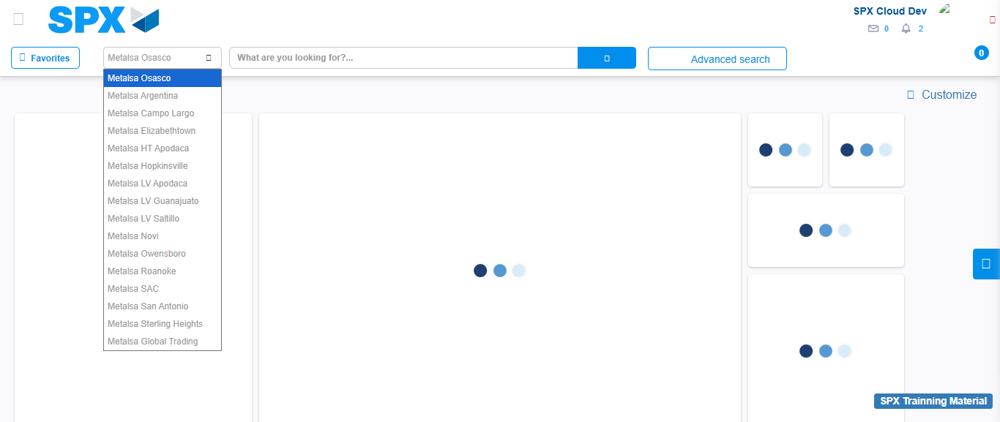 SPX
SPX Cloud Dev
0
2
Favorites
Metalsa Osasco
What are you looking for?...
Advanced search
0
Metalsa Osasco
Metalsa Argentina
Metalsa Campo Largo
Metalsa Elizabethtown
Metalsa HT Apodaca
Metalsa Hopkinsville
Metalsa LV Apodaca
Metalsa LV Guanajuato
Metalsa LV Saltillo
Metalsa Novi
Metalsa Owensboro
Metalsa Roanoke
Metalsa SAC
Metalsa San Antonio
Metalsa Sterling Heights
Metalsa Global Trading
Customize
SPX Trainning Material